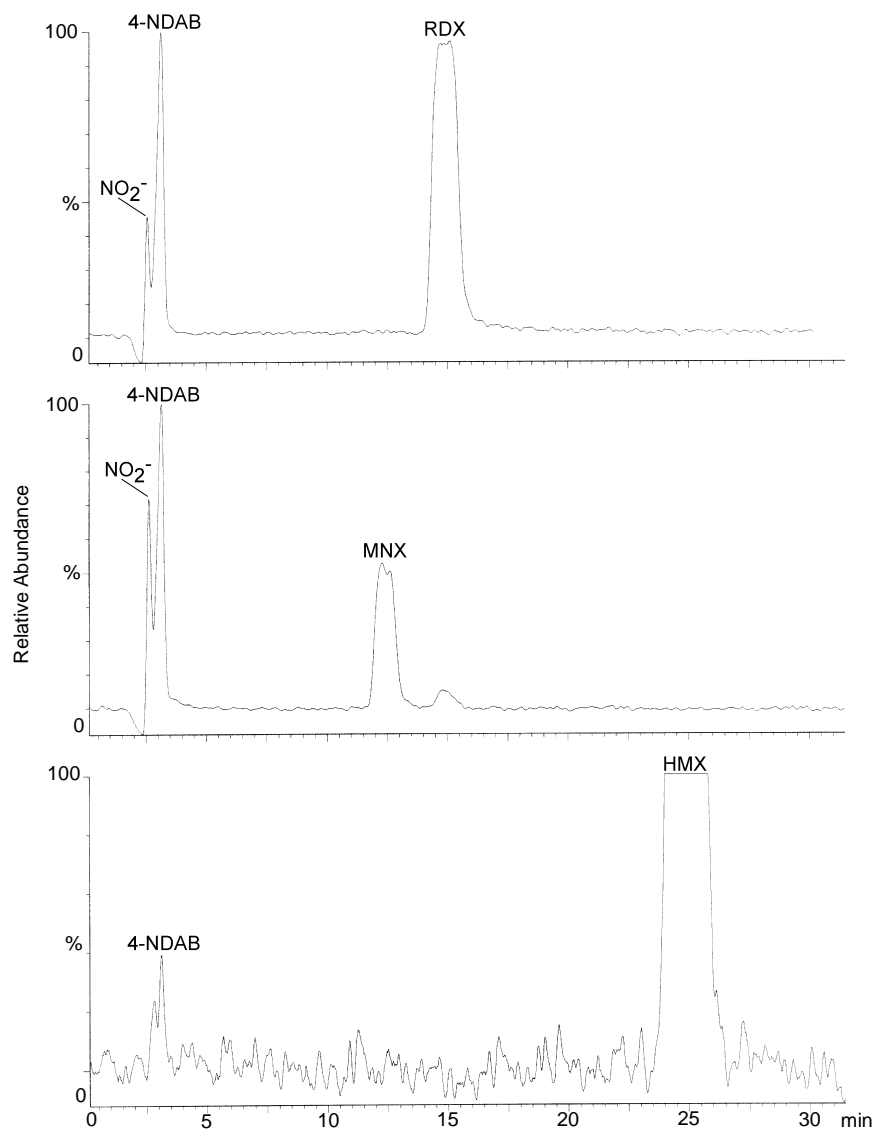 4-NDAB
RDX
100
NO2-
%
0
4-NDAB
100
NO2-
MNX
%
0
Relative Abundance
HMX
100
4-NDAB
%
0
0 5 10 15 20 25 30 min